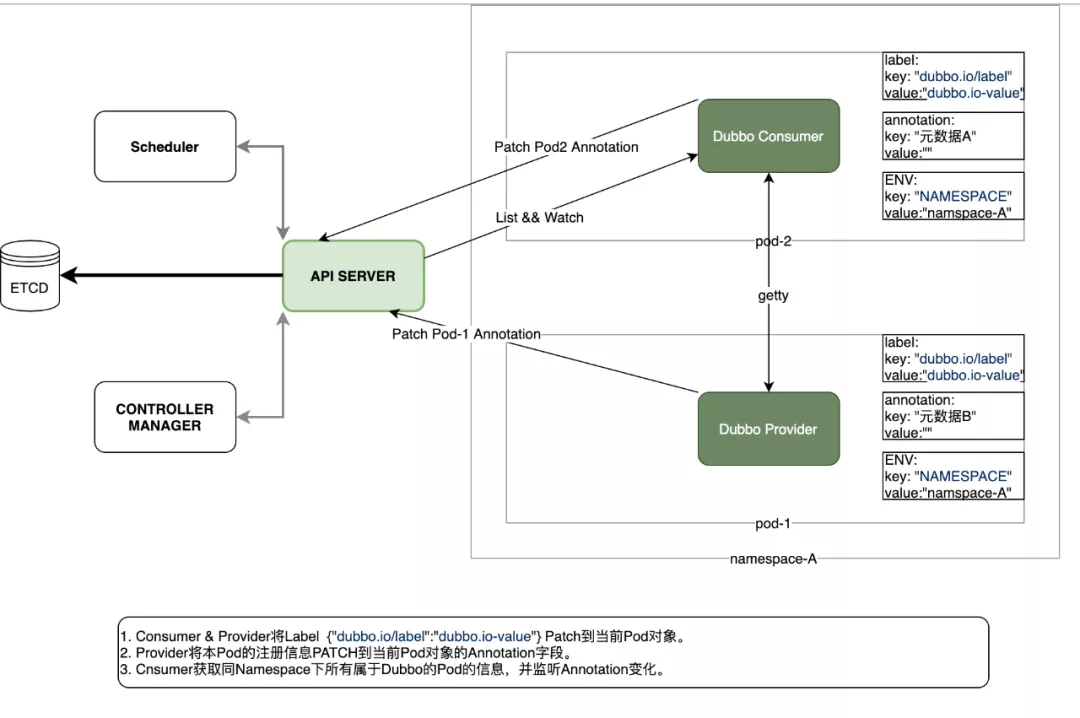 label:
key: "dubbo.io/label"
value:"dubbo.io-value"
annotation:
key: "元数据A"
value:""
ENV:
key: "NAMESPACE"
value:"namspace-A"
Dubbo Consumer
Patch Pod2 Annotation
List && Watch
pod-2
Scheduler
API SERVER
ETCD
getty
Patch Pod-1 Annotation
CONTROLLER
MANAGER
label:
key: "dubbo.io/label"
value:"dubbo.io-value"
annotation:
key: "元数据B"
value:""
ENV:
key: "NAMESPACE"
value:"namspace-A"
Dubbo Provider
pod-1
namespace-A
1. Consumer & Provider将Label {"dubbo.io/label":"dubbo.io-value"} Patch到当前Pod对象。
2. Provider将本Pod的注册信息PATCH到当前Pod对象的Annotation字段。
3. Cnsumer获取同Namespace下所有属于Dubbo的Pod的信息，并监听Annotation变化。